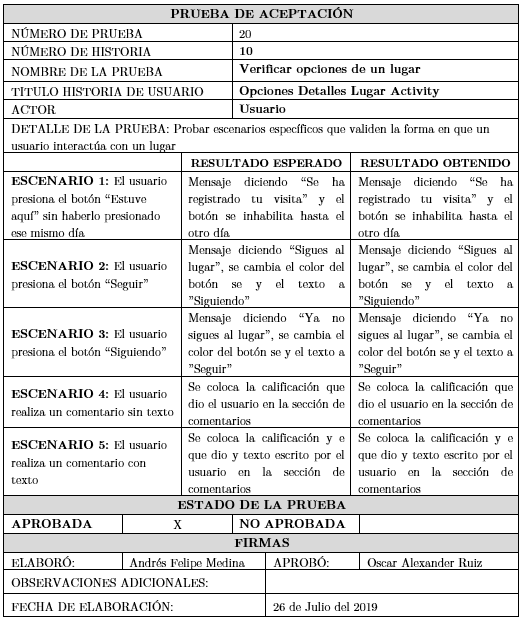 PRUEBA DE ACEPTACIÓN
NÚMERO DE PRUEBA 20
NÚMERO DE HISTORIA 10
NOMBRE DE LA PRUEBA Verificar opciones de un lugar
TÍTULO HISTORIA DE USUARIO Opciones Detalles Lugar Activity
ACTOR Usuario
DETALLE DE LA PRUEBA: Probar escenarios específicos que validen la forma en que un
usuario interactúa con un lugar
RESULTADO ESPERADO RESULTADO OBTENIDO
ESCENARIO 1: El usuario
presiona el botón “Estuve
aquí” sin haberlo presionado
ese mismo día
Mensaje diciendo “Se ha
registrado tu visita” y el
botón se inhabilita hasta el
otro día
Mensaje diciendo “Se ha
registrado tu visita” y el
botón se inhabilita hasta el
otro día
ESCENARIO 2: El usuario
presiona el botón “Seguir”
Mensaje diciendo “Sigues al
lugar”, se cambia el color del
botón se y el texto a
”Siguiendo”
Mensaje diciendo “Sigues al
lugar”, se cambia el color del
botón se y el texto a
”Siguiendo”
ESCENARIO 3: El usuario
presiona el botón “Siguiendo”
Mensaje diciendo “Ya no
sigues al lugar”, se cambia el
color del botón se y el texto a
”Seguir”
Mensaje diciendo “Ya no
sigues al lugar”, se cambia el
color del botón se y el texto a
”Seguir”
ESCENARIO 4: El usuario
realiza un comentario sin texto
Se coloca la calificación que
dio el usuario en la sección de
comentarios
Se coloca la calificación que
dio el usuario en la sección de
comentarios
ESCENARIO 5: El usuario
realiza un comentario con
texto
Se coloca la calificación y e
que dio y texto escrito por el
usuario en la sección de
comentarios
Se coloca la calificación y e
que dio y texto escrito por el
usuario en la sección de
comentarios
ESTADO DE LA PRUEBA
APROBADA X NO APROBADA
FIRMAS
ELABORÓ: Andrés Felipe Medina APROBÓ: Oscar Alexander Ruiz
OBSERVACIONES ADICIONALES:
FECHA DE ELABORACIÓN: 26 de Julio del 2019